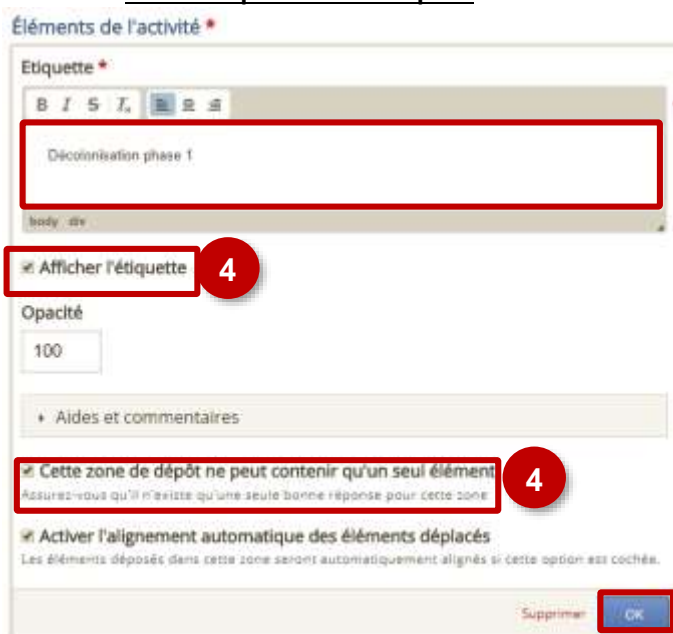 Éléments de l'activité *
Etiquette *
B I S Tx
Décolonisation phase 1
body div
Afficher l'étiquette
4
Opacité
100
Aides et commentaires
Cette zone de dépôt ne peut contenir qu'un seul élément
4
Assurez-vous qu'il n'existe qu'une seule bonne réponse pour cette zone
Activer l'alignement automatique des éléments déplacés
Les éléments déposés dans cette zone seront automatiquement alignés si cette option est cochée.
Supprimer
OK